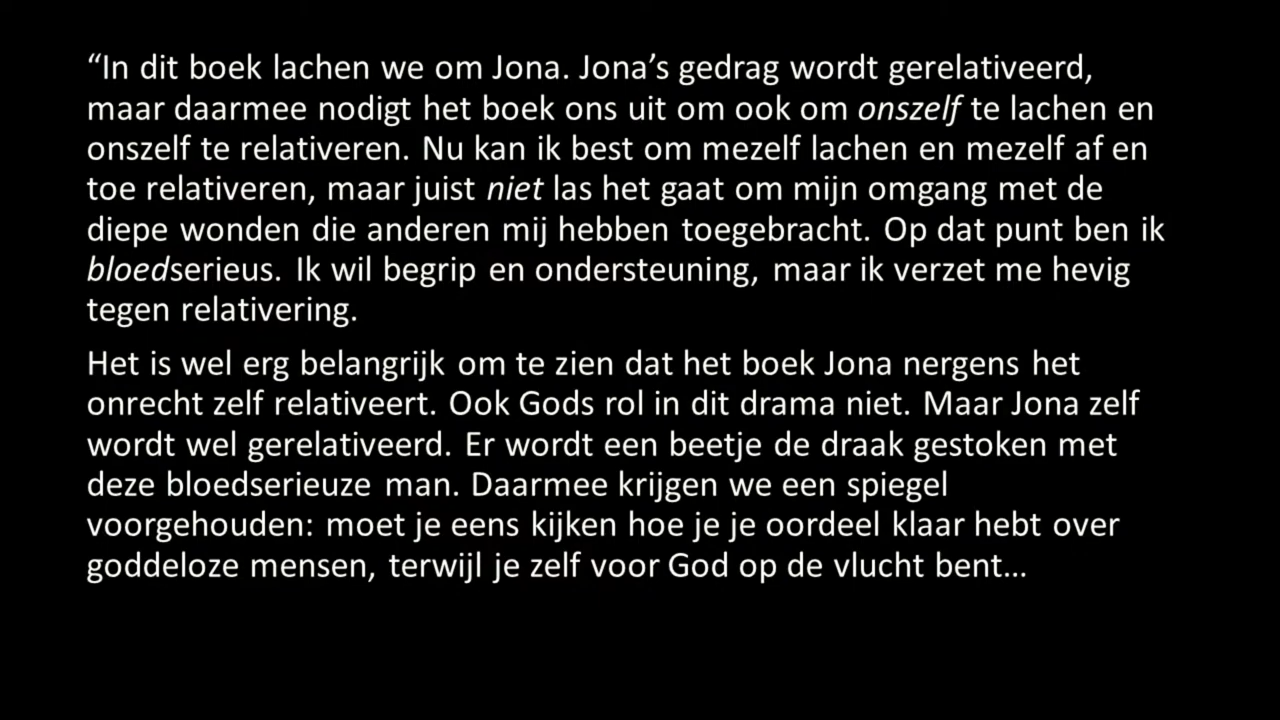 “In dit boek lachen we om Jona. Jona’s gedrag wordt gerelativeerd,
maar daarmee nodigt het boek ons uit om ook om onszelf te lachen en
onszelf te relativeren. Nu kan ik best om mezelf lachen en mezelf af en
toe relativeren, maar juist niet las het gaat om mijn omgang met de
diepe wonden die anderen mij hebben toegebracht. Op dat punt ben ik
bloedserieus. Ik wil begrip en ondersteuning, maar ik verzet me hevig
tegen relativering.
Het is wel erg belangrijk om te zien dat het boek Jona nergens het
onrecht zelf relativeert. Ook Gods rol in dit drama niet. Maar Jona zelf
wordt wel gerelativeerd. Er wordt een beetje de draak gestoken met
deze bloedserieuze man. Daarmee krijgen we een spiegel
voorgehouden: moet je eens kijken hoe je je oordeel klaar hebt over
goddeloze mensen, terwijl je zelf voor God op de vlucht bent…